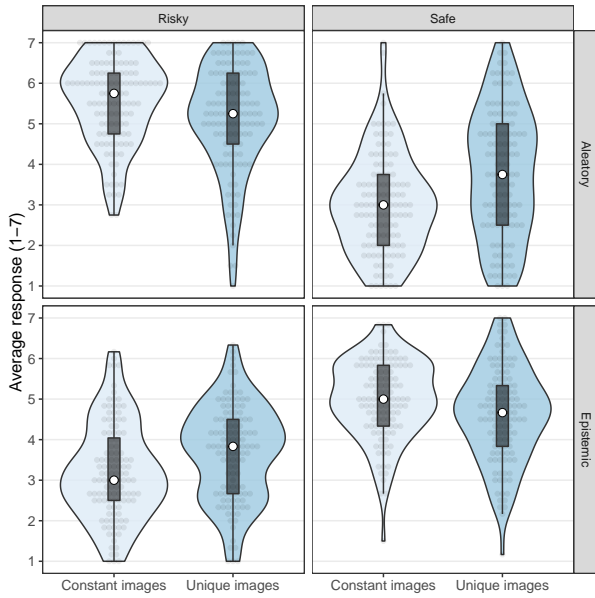 Risky
Safe
Average response (1−7)
7
6
5
4
3
2
1
Aleatory
7
6
5
4
3
2
1
Epistemic
Constant images
Unique images
Constant images
Unique images